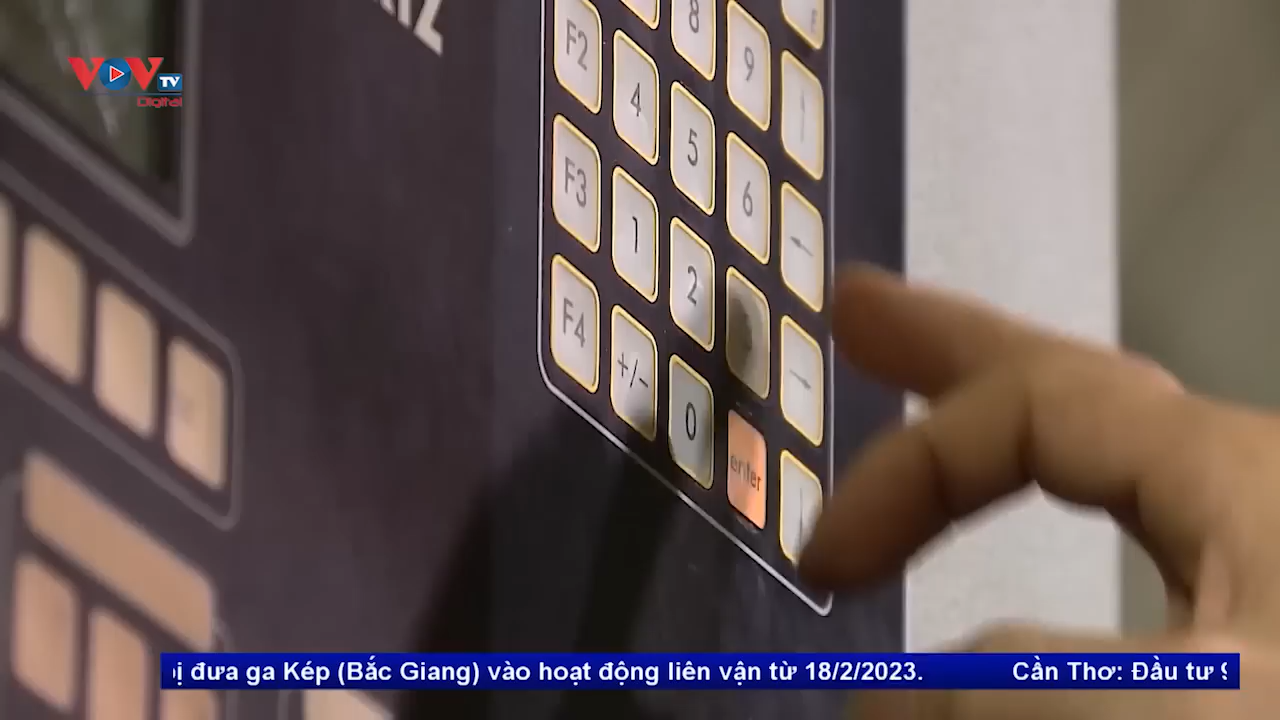 VOV TV
Digital
8
F2
9
4
5
F3
6
1
2
F4
+/-
0
enter
đưa ga Kép (Bắc Giang) vào hoạt động liên vận từ 18/2/2023.
Cần Thơ: Đầu tư